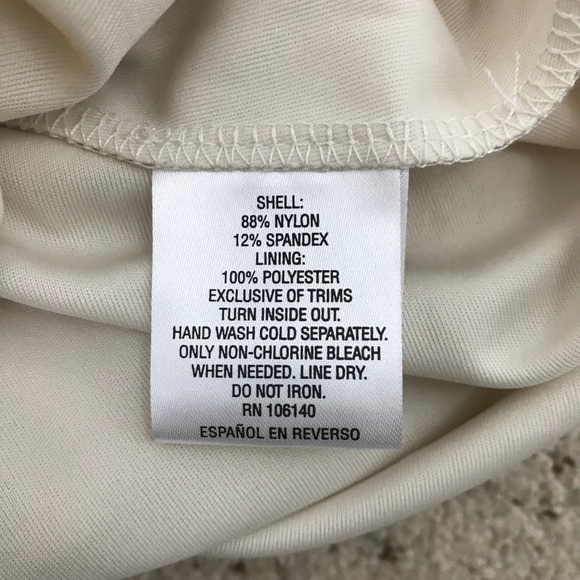 SHELL:
88% NYLON
12% SPANDEX
LINING:
100% POLYESTER
EXCLUSIVE OF TRIMS
TURN INSIDE OUT.
HAND WASH COLD SEPARATELY.
ONLY NON-CHLORINE BLEACH
WHEN NEEDED. LINE DRY.
DO NOT IRON.
RN 106140
ESPAÑOL EN REVERSO